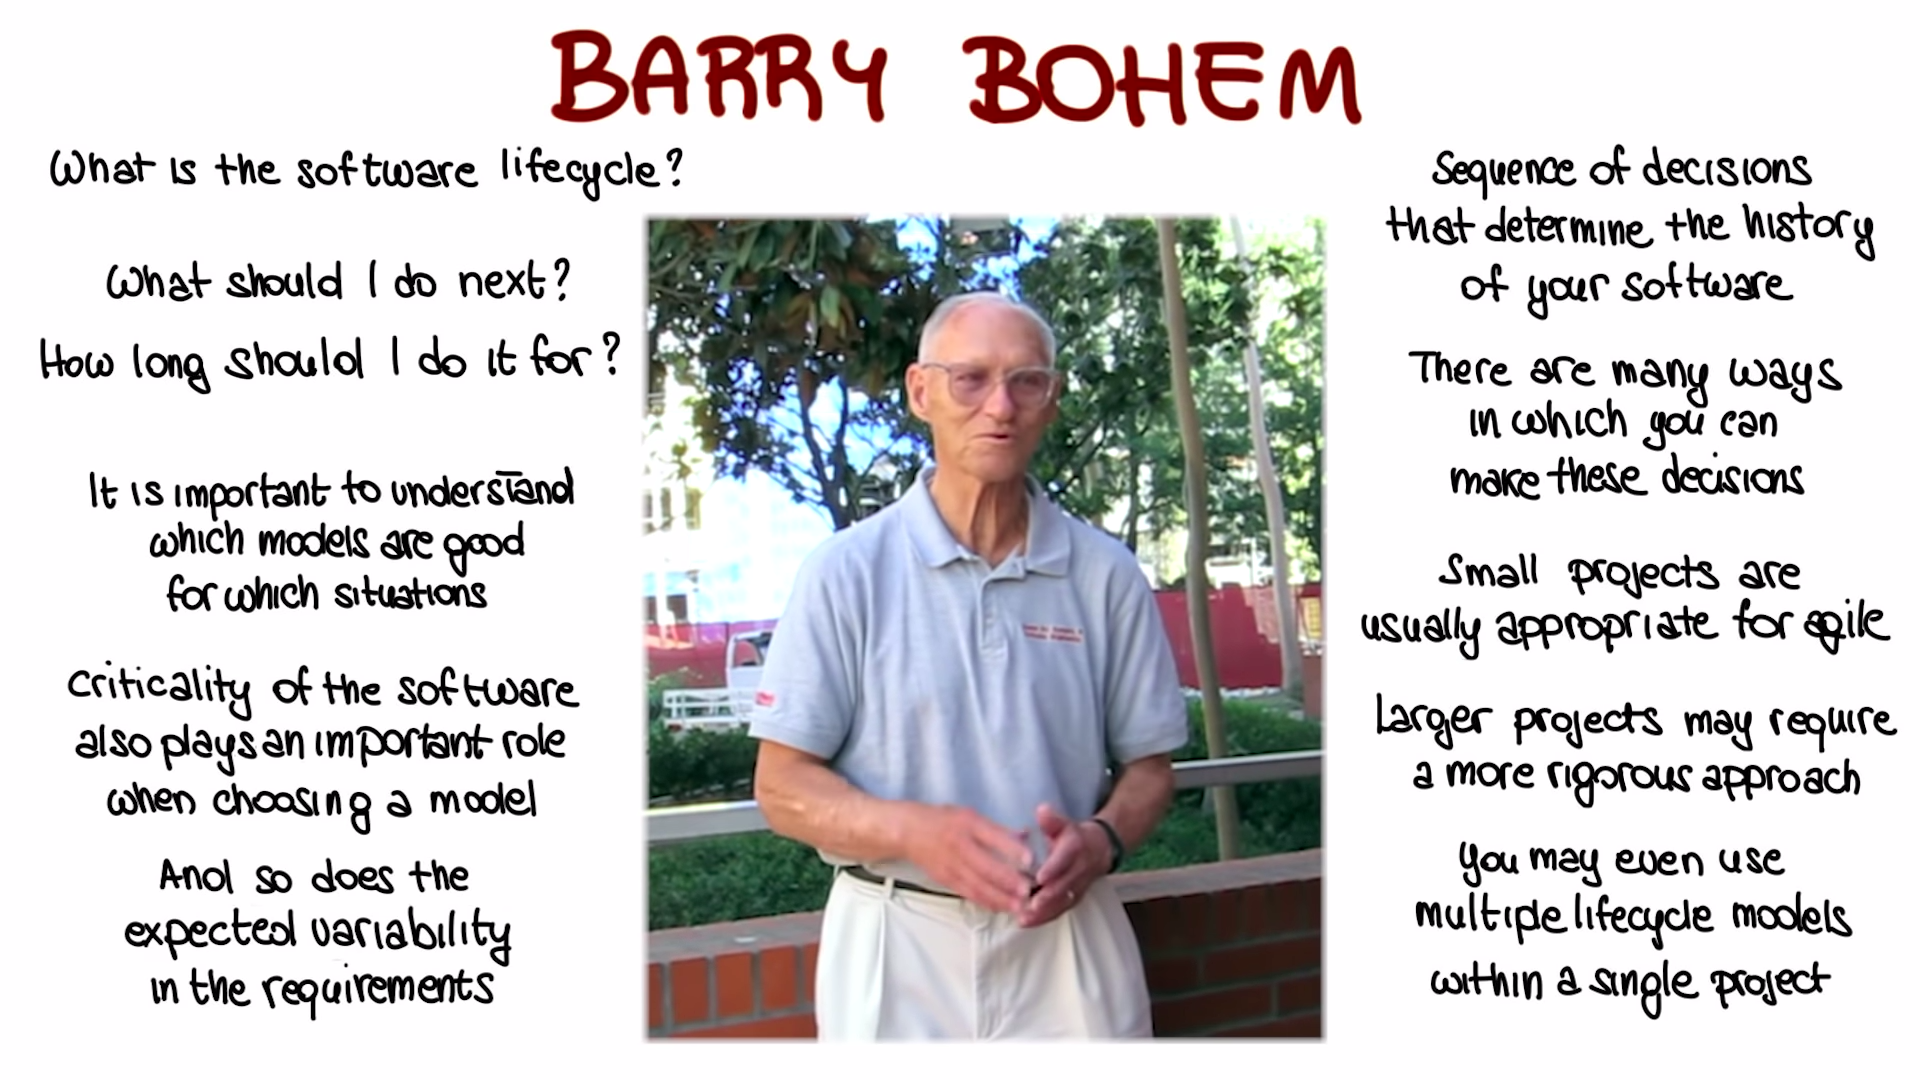 BARRY BOHEM
What is the software lifecycle?
What should I do next?
How long should I do it for?
It is important to understand
which models are good
for which situations
Criticality of the software
also plays an important role
when choosing a model
And so does the
expected variability
in the requirements
Sequence of decisions
that determine the history
of your software
There are many ways
in which you can
make these decisions
Small projects are
usually appropriate for agile
Larger projects may require
a more rigorous approach
You may even use
multiple lifecycle models
within a single project